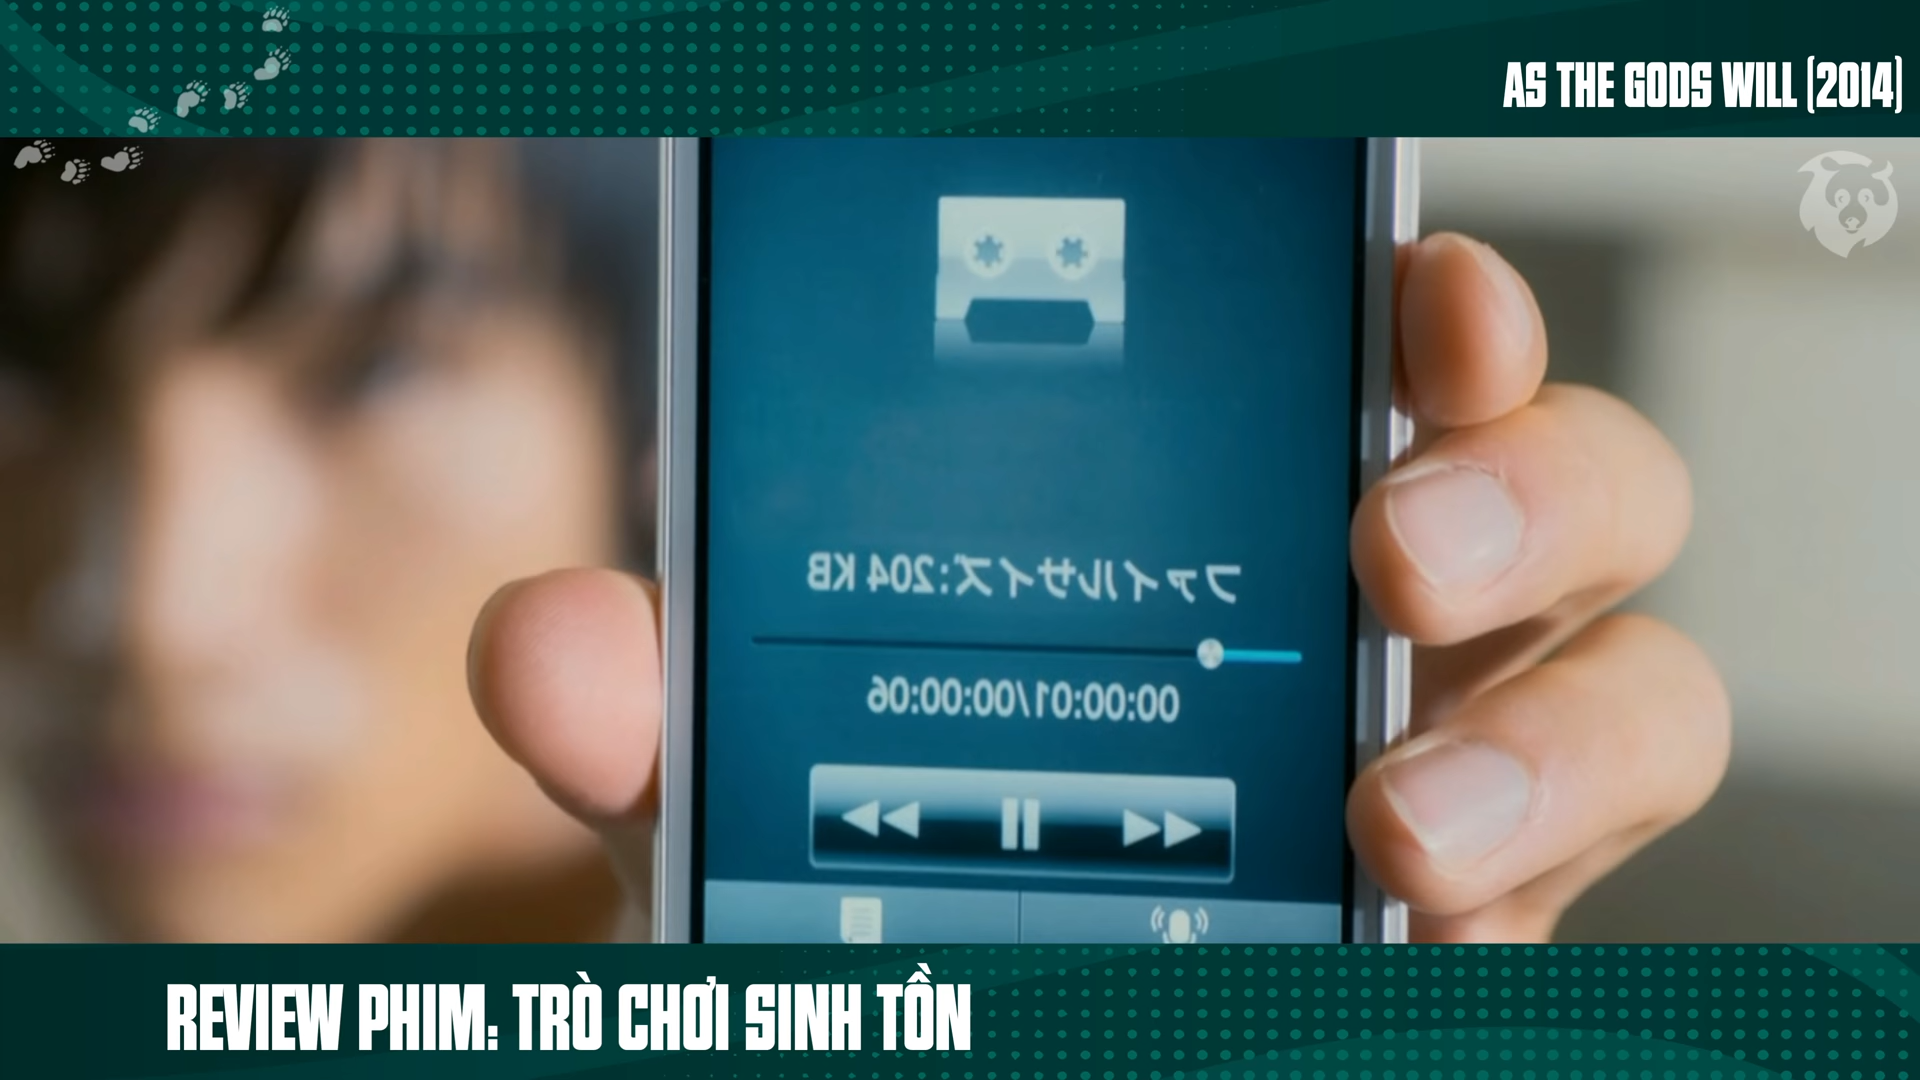 AS THE GODS WILL (2014)
ファイルサイズ:204 KB
00:00:01/00:00:06
REVIEW PHIM: TRÒ CHƠI SINH TỒN